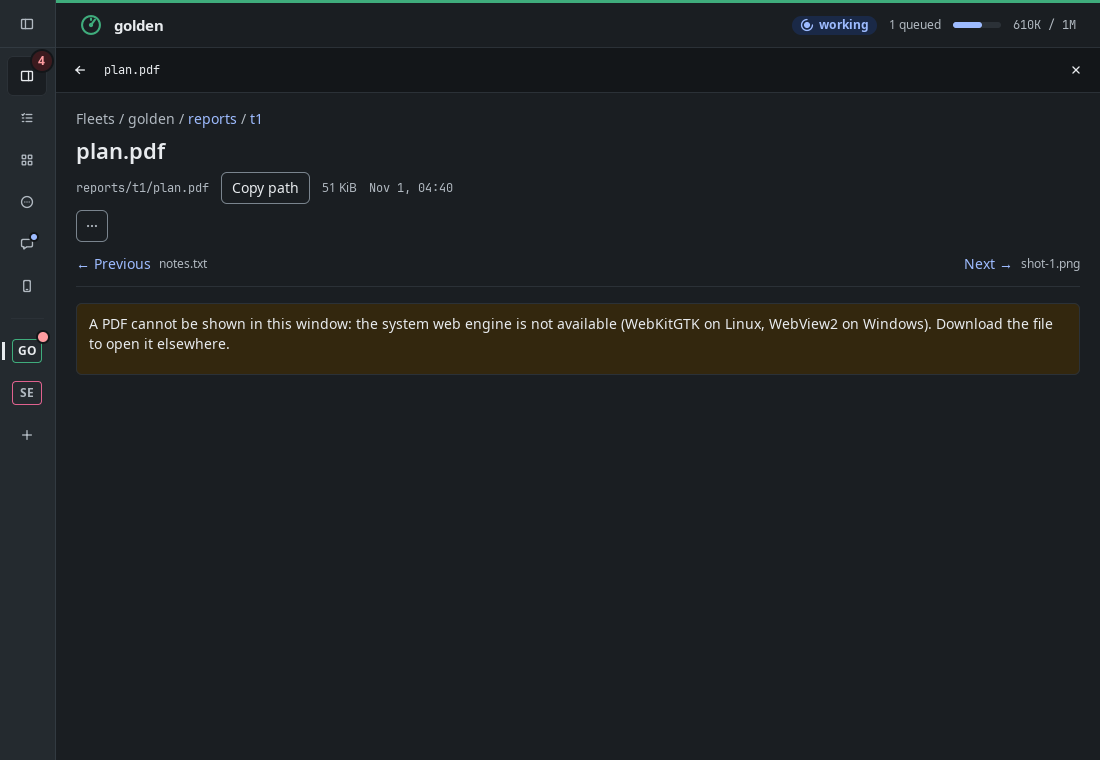 golden
working
1 queued
610K / 1M
4
plan.pdf
Fleets / golden / reports / t1
plan.pdf
reports/t1/plan.pdf
Copy path
51 KiB
Nov 1, 04:40
...
← Previous notes.txt
Next → shot-1.png
A PDF cannot be shown in this window: the system web engine is not available (WebKitGTK on Linux, WebView2 on Windows). Download the file
to open it elsewhere.
GO
SE